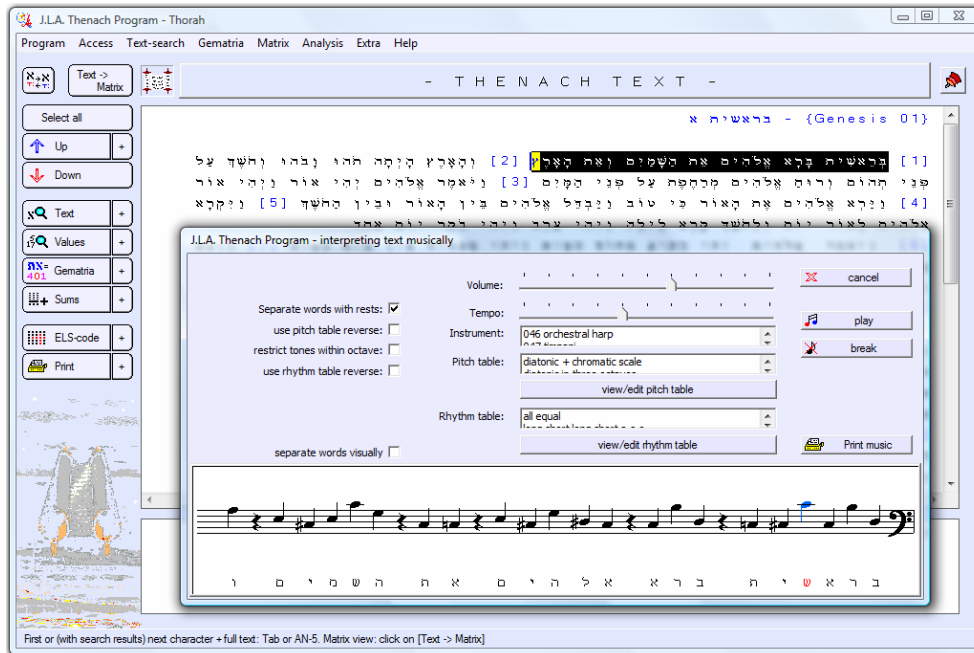 J.L.A. Thenach Program - Thorah
Program Access Text-search Gematria Matrix Analysis Extra Help
Text -> Matrix
- THENACH TEXT -
Select all
Up +
Down
Text +
Values +
Gematria +
401
Sums +
ELS-code +
Print +
בראשית א - {Genesis 01}
[1] בְּרֵאשִׁית בָּרָא אֱלֹהִים אֵת הַשָּׁמַיִם וְאֵת הָאָרֶץ [2] וְהָאָרֶץ הָיְתָה תֹהוּ וָבֹהוּ וְחֹשֶׁךְ עַל
פְּנֵי תְהוֹם וְרוּחַ אֱלֹהִים מְרַחֶפֶת עַל פְּנֵי הַמָּיִם [3] וַיֹּאמֶר אֱלֹהִים יְהִי אוֹר וַיְהִי אוֹר
[4] וַיַּרְא אֱלֹהִים אֶת הָאוֹר כִּי טוֹב וַיַּבְדֵּל אֱלֹהִים בֵּין הָאוֹר וּבֵין הַחֹשֶׁךְ [5] וַיִּקְרָא
J.L.A. Thenach Program - interpreting text musically
Separate words with rests:
use pitch table reverse:
restrict tones within octave:
use rhythm table reverse:
separate words visually
Volume:
Tempo:
Instrument:
046 orchestral harp
Pitch table:
diatonic + chromatic scale
view/edit pitch table
Rhythm table:
all equal
view/edit rhythm table
cancel
play
break
Print music
ב ר א ש י ת ב ר א א ל ה י ם א ת ה ש מ י ם ו
First or (with search results) next character + full text: Tab or AN-5. Matrix view: click on [Text -> Matrix]